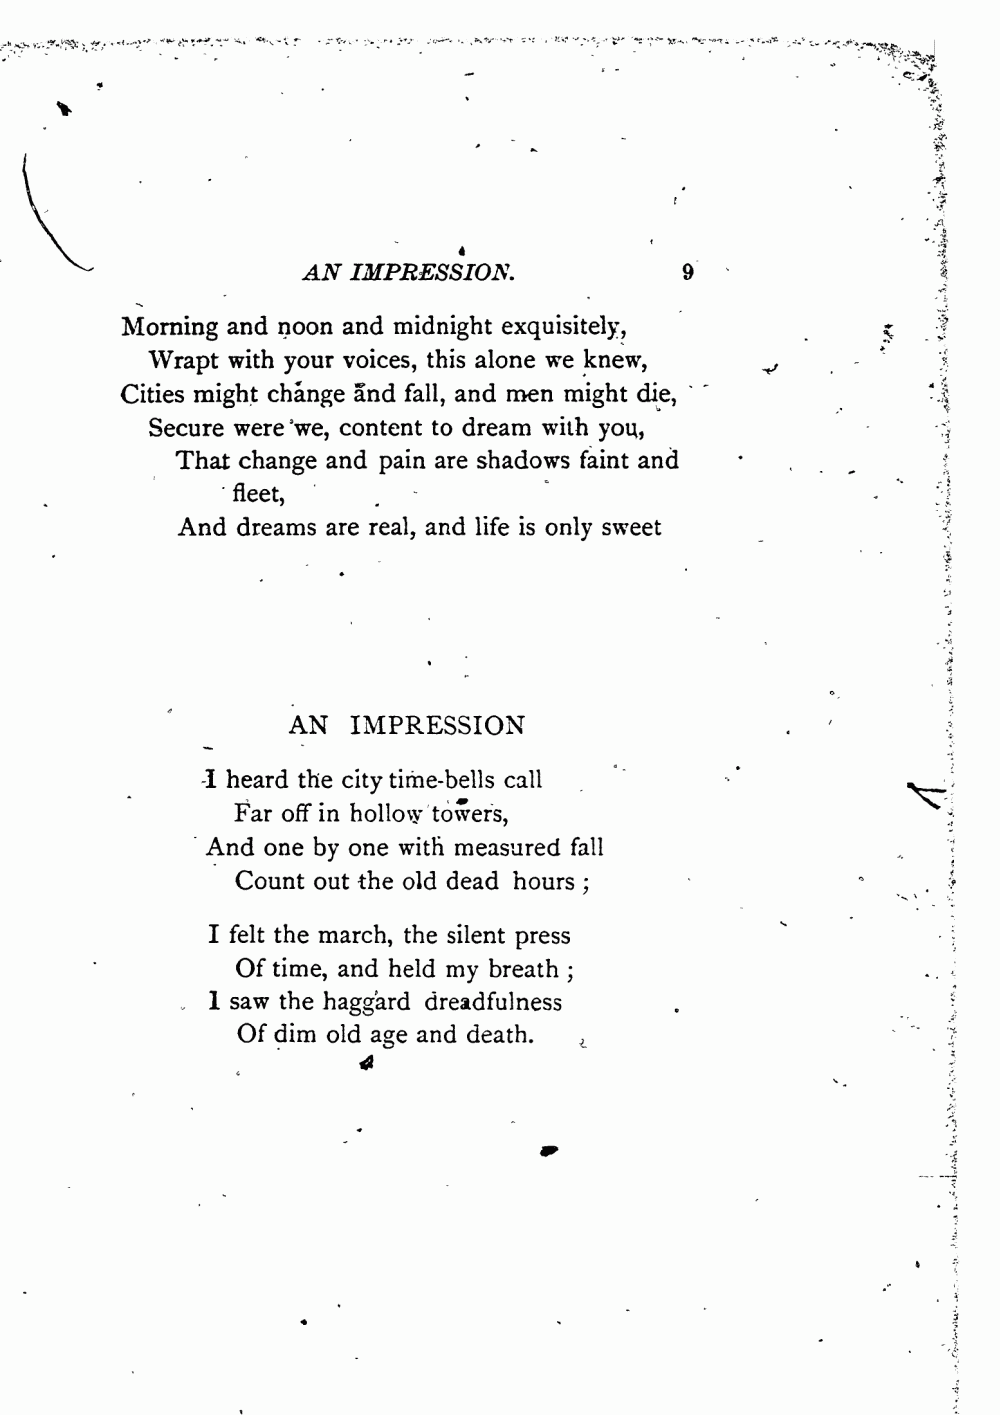 AN IMPRESSION. 9
Morning and noon and midnight exquisitely,
Wrapt with your voices, this alone we knew,
Cities might change and fall, and men might die,
Secure were we, content to dream with you,
That change and pain are shadows faint and
fleet,
And dreams are real, and life is only sweet
AN IMPRESSION
I heard the city time-bells call
Far off in hollow towers,
And one by one with measured fall
Count out the old dead hours ;
I felt the march, the silent press
Of time, and held my breath ;
I saw the haggard dreadfulness
Of dim old age and death.